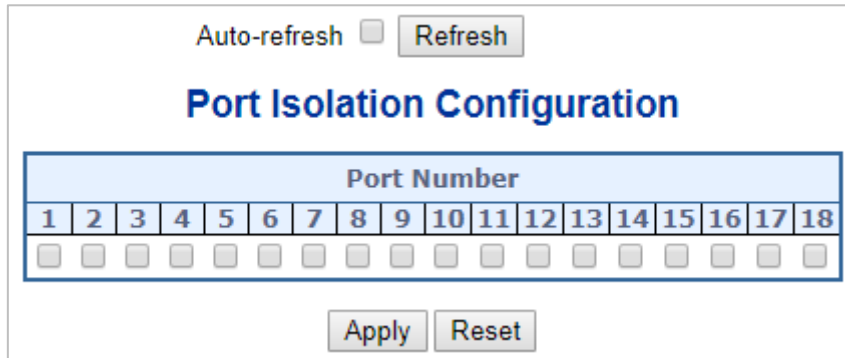 Auto-refresh Refresh
Port Isolation Configuration
Port Number
1 2 3 4 5 6 7 8 9 10 11 12 13 14 15 16 17 18
Apply Reset